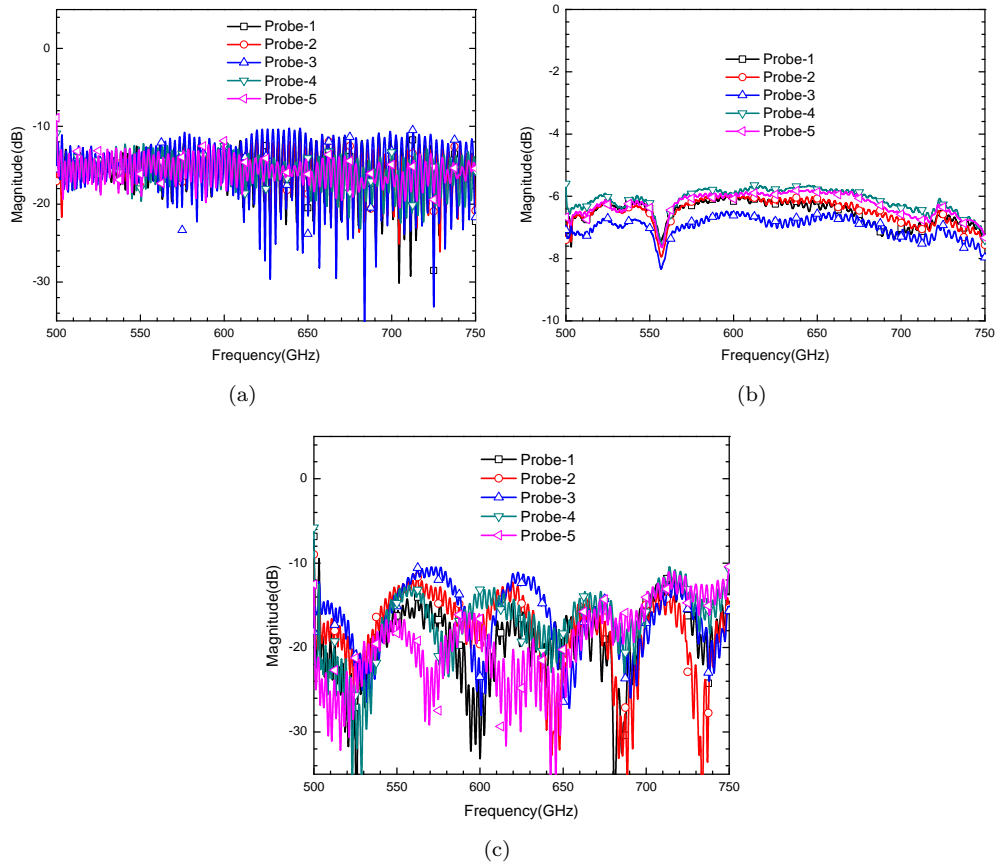 0
-10
-20
-30
Magnitude(dB)
Probe-1
Probe-2
Probe-3
Probe-4
Probe-5
500 550 600 650 700 750
Frequency(GHz)
(a)
0
-2
-4
-6
-8
-10
Magnitude(dB)
Probe-1
Probe-2
Probe-3
Probe-4
Probe-5
500 550 600 650 700 750
Frequency(GHz)
(b)
0
-10
-20
-30
Magnitude(dB)
Probe-1
Probe-2
Probe-3
Probe-4
Probe-5
500 550 600 650 700 750
Frequency(GHz)
(c)